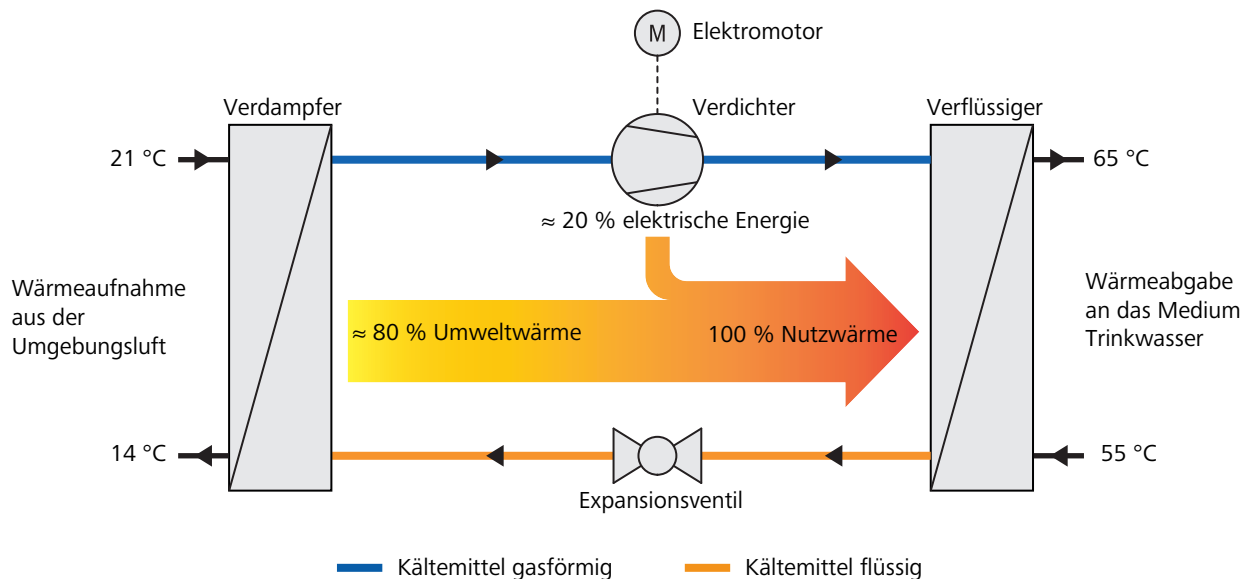 M Elektromotor
Verdampfer
Verdichter
Verflüssiger
21 °C
65 °C
≈ 20 % elektrische Energie
Wärmeaufnahme
aus der
Umgebungsluft
≈ 80 % Umweltwärme
100 % Nutzwärme
Wärmeabgabe
an das Medium
Trinkwasser
14 °C
55 °C
Expansionsventil
Kältemittel gasförmig
Kältemittel flüssig